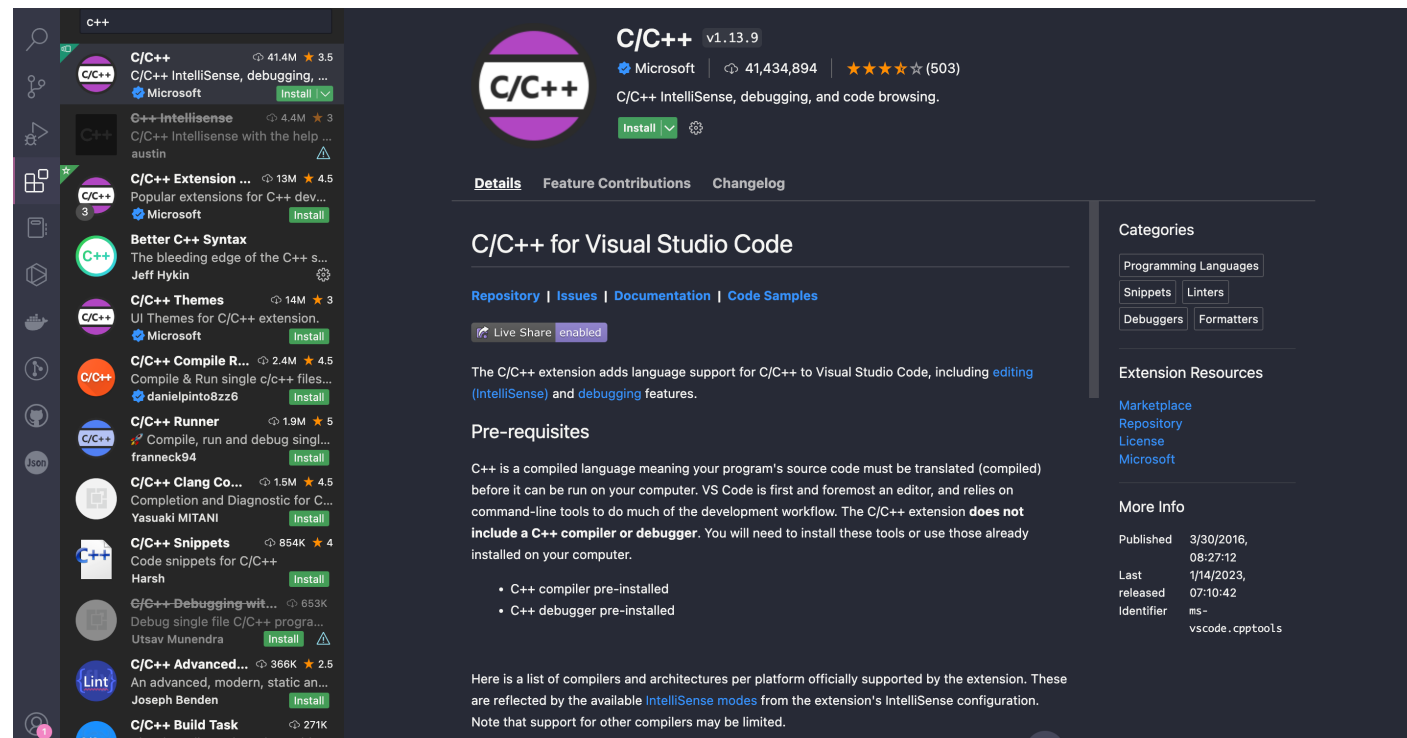 c++
C/C++ 41.4M ★ 3.5
C/C++ IntelliSense, debugging, ...
Microsoft Install
C/C++
C++ Intellisense 4.4M ★ 3
C/C++ Intellisense with the help ...
austin
C++
C/C++ Extension ... 13M ★ 4.5
Popular extensions for C++ dev...
Microsoft Install
C/C++
3
Better C++ Syntax
The bleeding edge of the C++ s...
Jeff Hykin
C++
C/C++ Themes 14M ★ 3
UI Themes for C/C++ extension.
Microsoft Install
C/C++
C/C++ Compile R... 2.4M ★ 4.5
Compile & Run single c/c++ files...
danielpinto8zz6 Install
C/C++
C/C++ Runner 1.9M ★ 5
🚀 Compile, run and debug singl...
franneck94 Install
C/C++
C/C++ Clang Co... 1.5M ★ 4.5
Completion and Diagnostic for C...
Yasuaki MITANI Install
C/C++ Snippets 854K ★ 4
Code snippets for C/C++
Harsh Install
C++
C/C++ Debugging wit... 653K
Debug single file C/C++ progra...
Utsav Munendra Install
C/C++ Advanced... 366K ★ 2.5
An advanced, modern, static an...
Joseph Benden Install
{Lint}
C/C++ Build Task 271K
Json
1
C/C++
C/C++ v1.13.9
Microsoft | 41,434,894 | ★★★★☆ (503)
C/C++ IntelliSense, debugging, and code browsing.
Install
Details Feature Contributions Changelog
C/C++ for Visual Studio Code
Repository | Issues | Documentation | Code Samples
Live Share enabled
The C/C++ extension adds language support for C/C++ to Visual Studio Code, including editing
(IntelliSense) and debugging features.
Pre-requisites
C++ is a compiled language meaning your program's source code must be translated (compiled)
before it can be run on your computer. VS Code is first and foremost an editor, and relies on
command-line tools to do much of the development workflow. The C/C++ extension does not
include a C++ compiler or debugger. You will need to install these tools or use those already
installed on your computer.
• C++ compiler pre-installed
• C++ debugger pre-installed
Here is a list of compilers and architectures per platform officially supported by the extension. These
are reflected by the available IntelliSense modes from the extension's IntelliSense configuration.
Note that support for other compilers may be limited.
Categories
Programming Languages
Snippets Linters
Debuggers Formatters
Extension Resources
Marketplace
Repository
License
Microsoft
More Info
Published 3/30/2016,
08:27:12
Last 1/14/2023,
released 07:10:42
Identifier ms-
vscode.cpptools